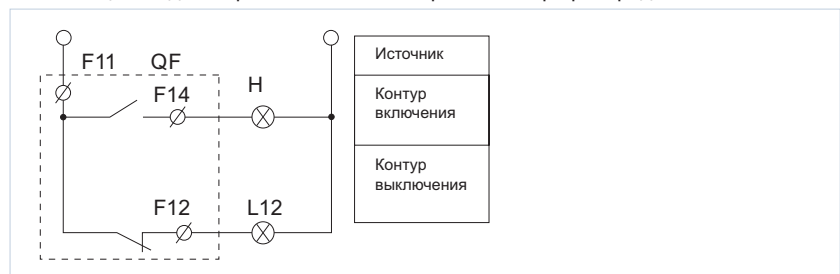 F11 QF
F14
H
F12
L12
Источник
Контур
включения
Контур
выключения